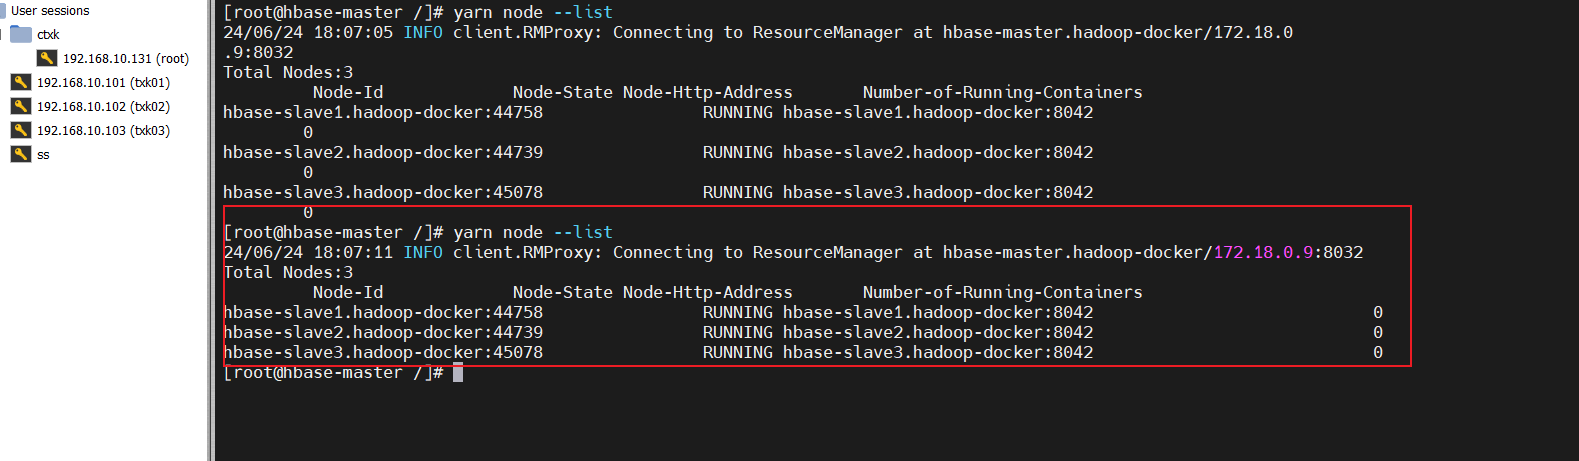 User sessions
ctxk
192.168.10.131 (root)
192.168.10.101 (txk01)
192.168.10.102 (txk02)
192.168.10.103 (txk03)
ss
[root@hbase-master /]# yarn node --list
24/06/24 18:07:05 INFO client.RMProxy: Connecting to ResourceManager at hbase-master.hadoop-docker/172.18.0
.9:8032
Total Nodes:3
Node-Id Node-State Node-Http-Address Number-of-Running-Containers
hbase-slave1.hadoop-docker:44758 RUNNING hbase-slave1.hadoop-docker:8042
0
hbase-slave2.hadoop-docker:44739 RUNNING hbase-slave2.hadoop-docker:8042
0
hbase-slave3.hadoop-docker:45078 RUNNING hbase-slave3.hadoop-docker:8042
0
[root@hbase-master /]# yarn node --list
24/06/24 18:07:11 INFO client.RMProxy: Connecting to ResourceManager at hbase-master.hadoop-docker/172.18.0.9:8032
Total Nodes:3
Node-Id Node-State Node-Http-Address Number-of-Running-Containers
hbase-slave1.hadoop-docker:44758 RUNNING hbase-slave1.hadoop-docker:8042 0
hbase-slave2.hadoop-docker:44739 RUNNING hbase-slave2.hadoop-docker:8042 0
hbase-slave3.hadoop-docker:45078 RUNNING hbase-slave3.hadoop-docker:8042 0
[root@hbase-master /]#